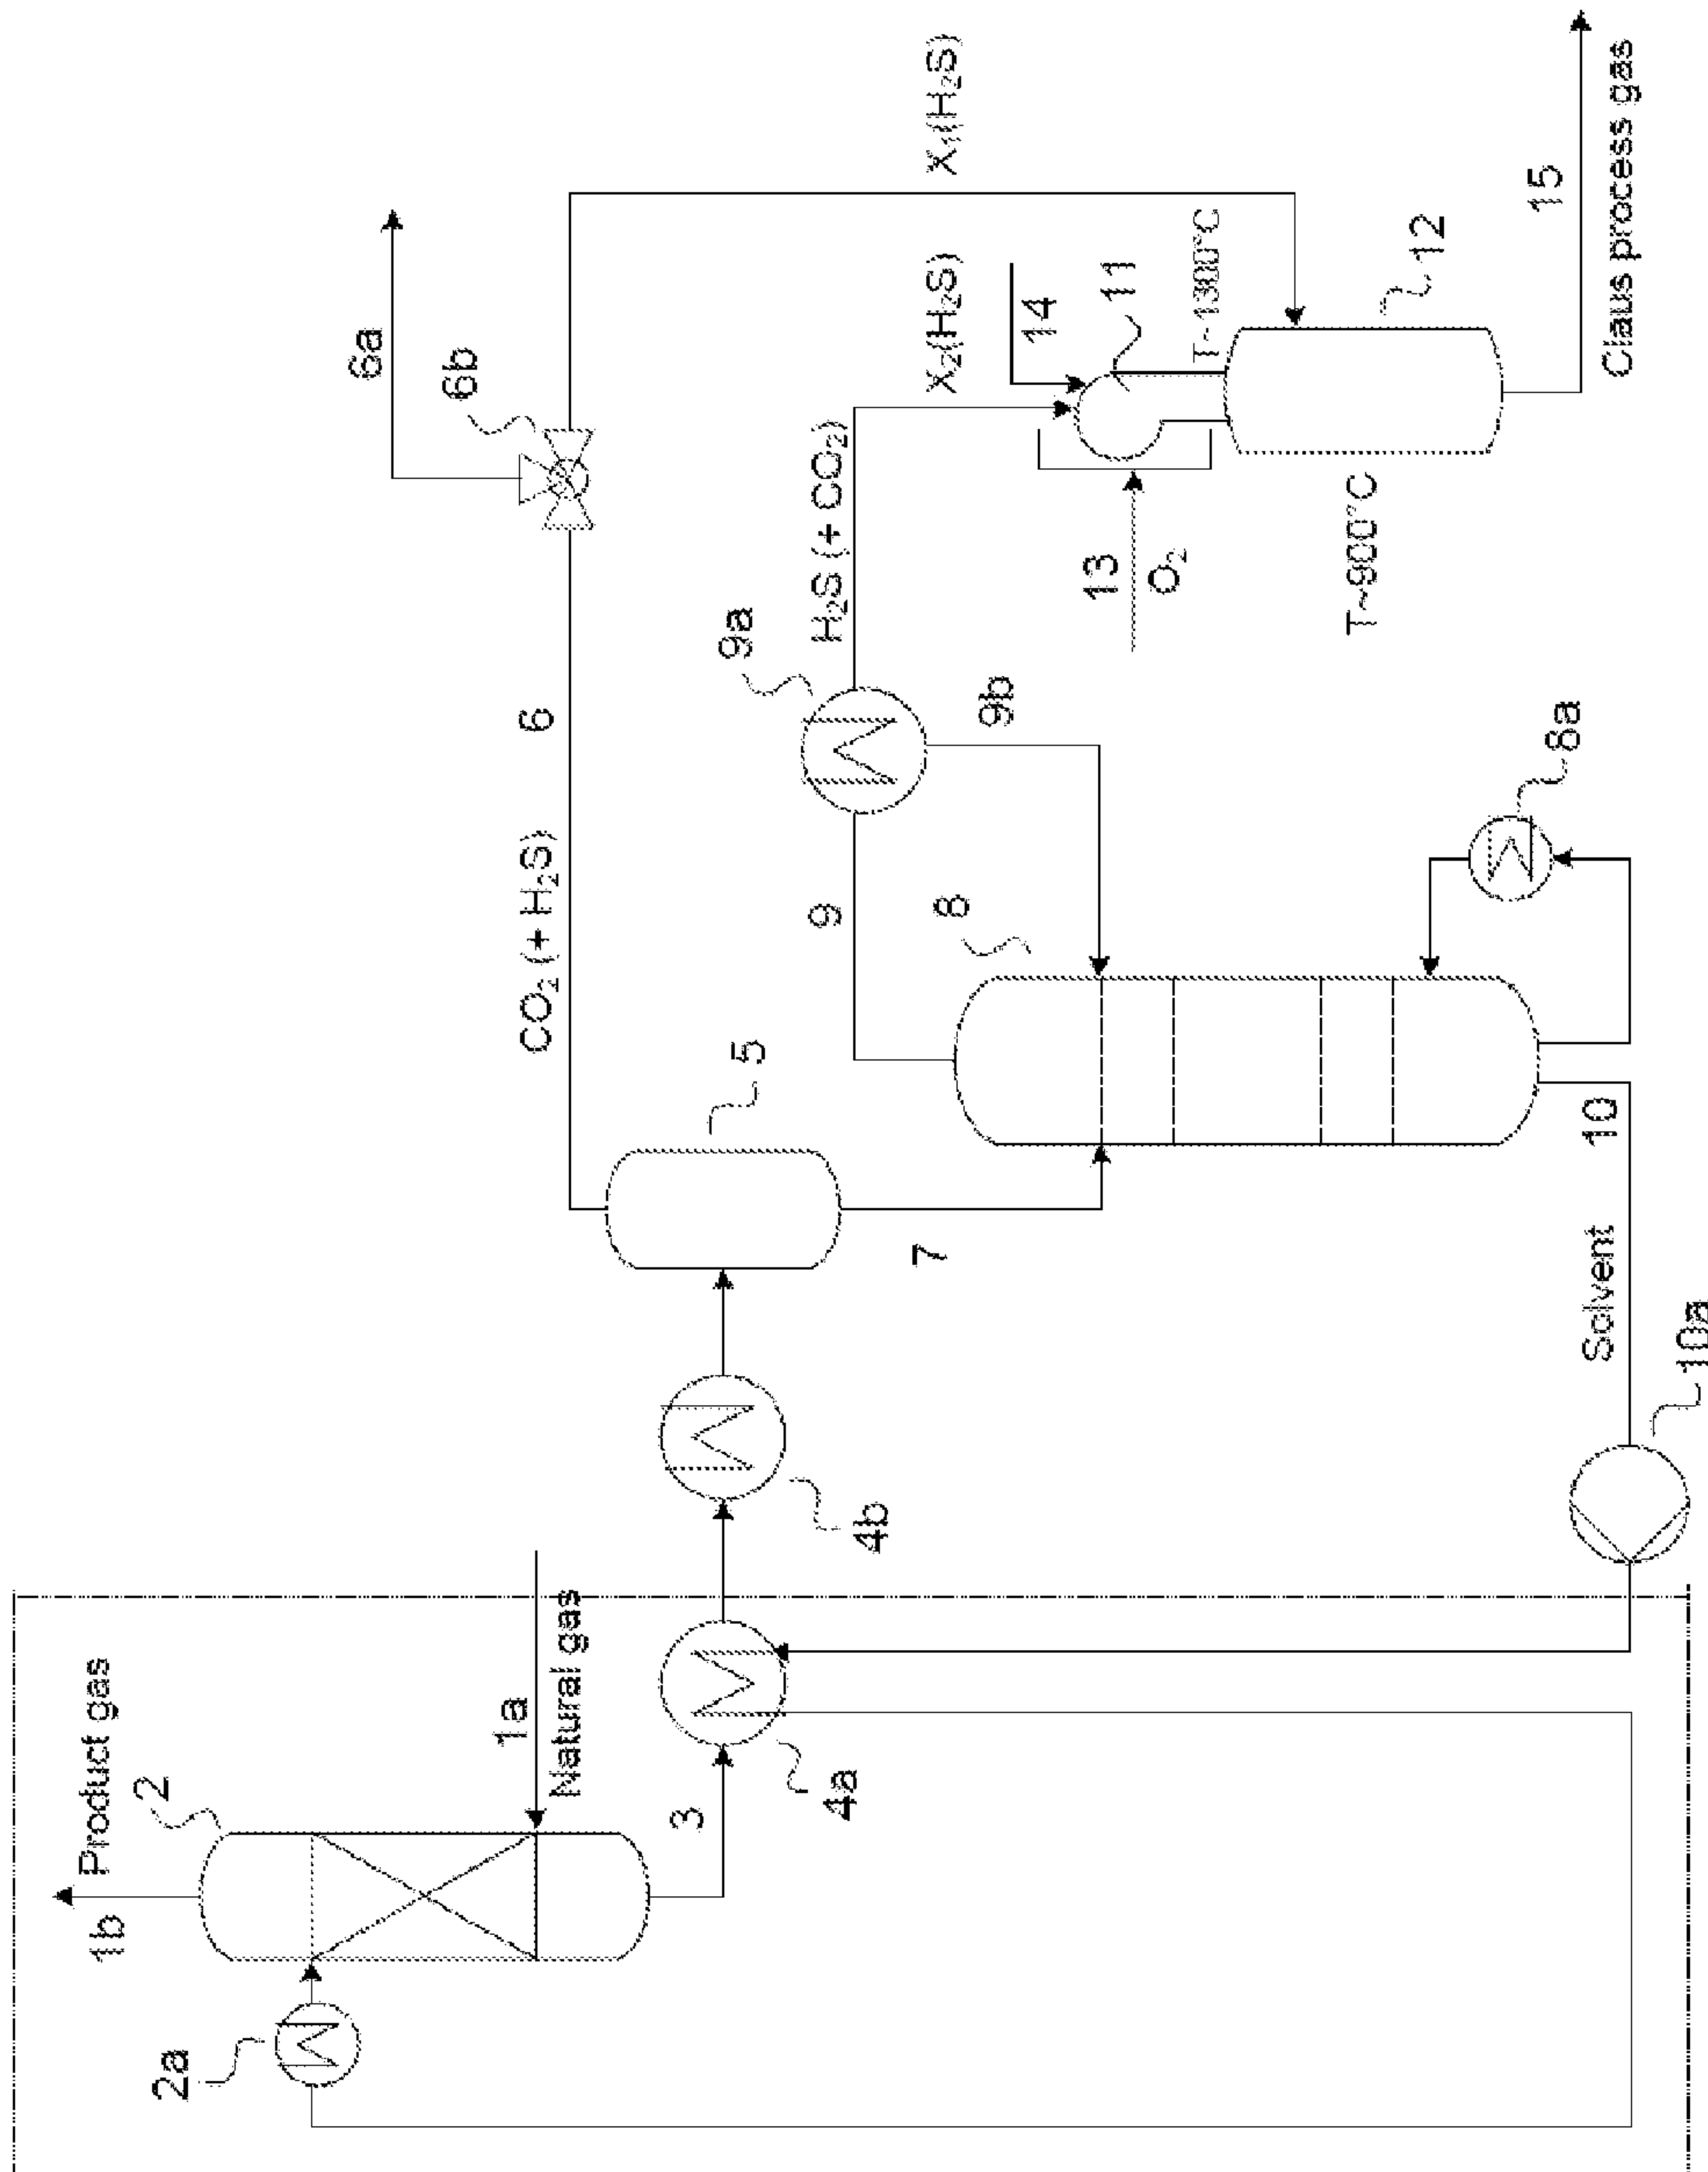 1b
Product gas
2
2a
1a
Natural gas
3
4a
4b
5
CO₂ (+ H₂S)
6
6a
6b
X₁(H₂S)
7
8
8a
9
9a
9b
H₂S (+ CO₂)
X₂(H₂S)
14
11
T~1300°C
13
O₂
T~900°C
12
15
Claus process gas
10
Solvent
10a